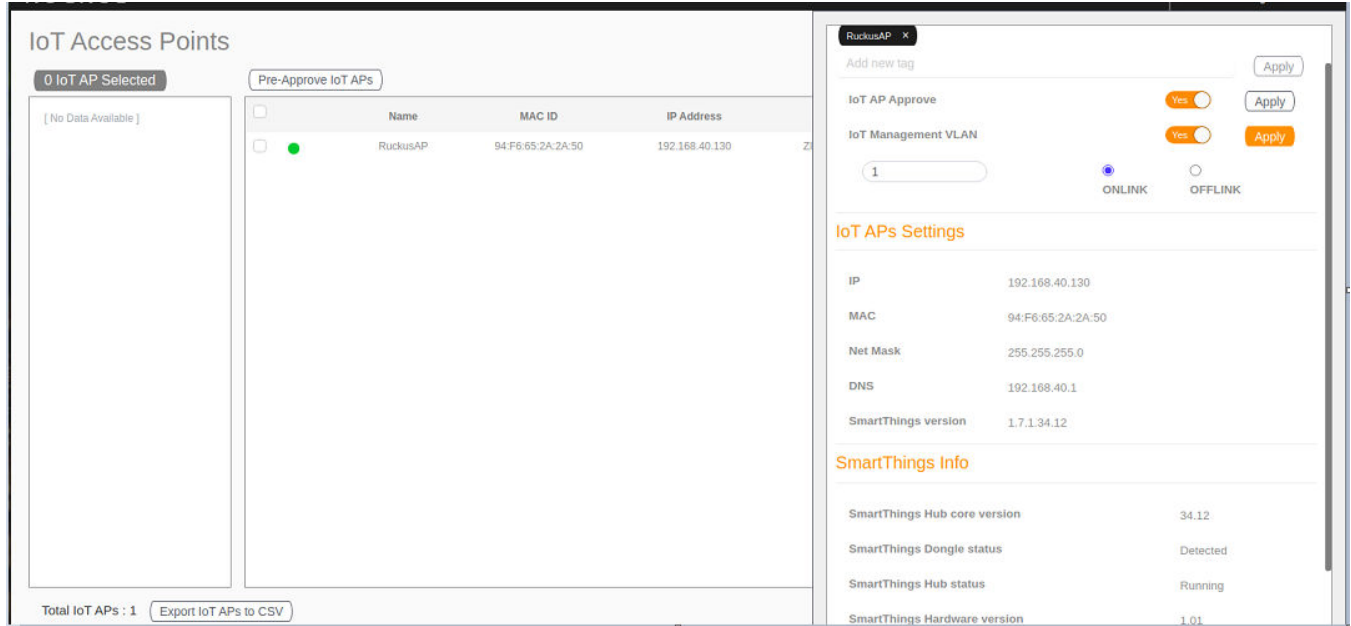 IoT Access Points
0 IoT AP Selected
Pre-Approve IoT APs
[ No Data Available ]
Name MAC ID IP Address
RuckusAP 94:F6:65:2A:2A:50 192.168.40.130
Total IoT APs : 1 Export IoT APs to CSV
RuckusAP ×
Add new tag Apply
IoT AP Approve Yes Apply
IoT Management VLAN Yes Apply
1
ONLINK OFFLINK
IoT APs Settings
IP 192.168.40.130
MAC 94:F6:65:2A:2A:50
Net Mask 255.255.255.0
DNS 192.168.40.1
SmartThings version 1.7.1.34.12
SmartThings Info
SmartThings Hub core version 34.12
SmartThings Dongle status Detected
SmartThings Hub status Running
SmartThings Hardware version 1.01